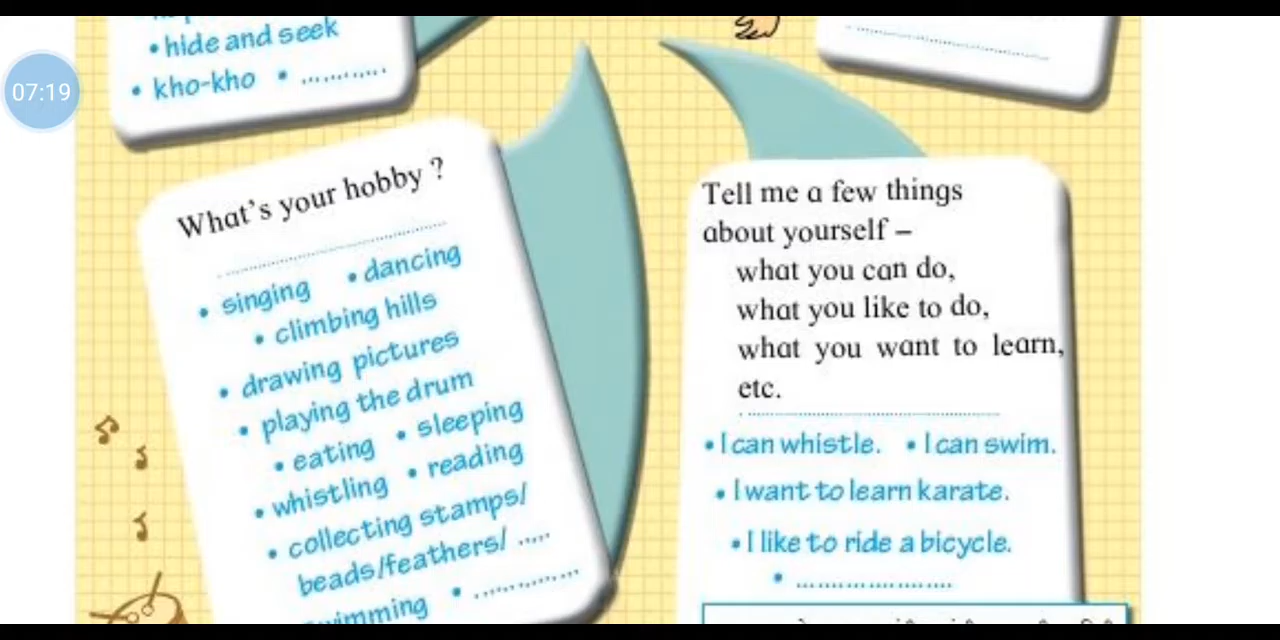 • hide and seek
• kho-kho • ............
07:19
What's your hobby ?
• singing • dancing
• climbing hills
• drawing pictures
• playing the drum
• eating • sleeping
• whistling • reading
• collecting stamps/
beads/feathers/ .....
swimming • ..............
Tell me a few things
about yourself –
what you can do,
what you like to do,
what you want to learn,
etc.
• I can whistle. • I can swim.
• I want to learn karate.
• I like to ride a bicycle.
• ......................